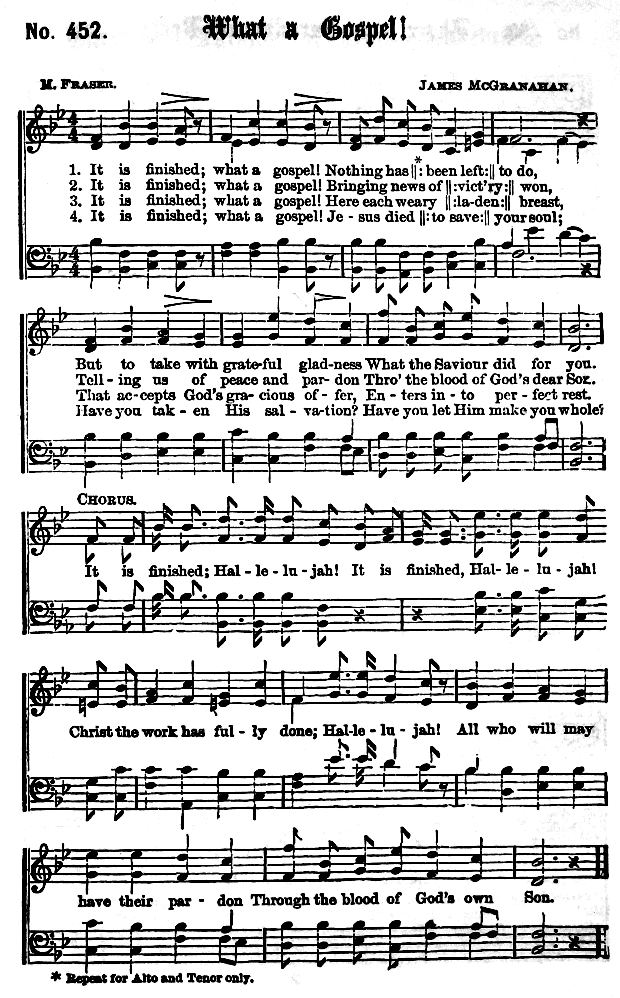 No. 452. What a Gospel!
M. FRASER. JAMES MCGRANAHAN.
1. It is finished; what a gospel! Nothing has ‖: * been left :‖ to do,
2. It is finished; what a gospel! Bringing news of ‖: vict'ry :‖ won,
3. It is finished; what a gospel! Here each weary ‖: la-den :‖ breast,
4. It is finished; what a gospel! Je - sus died ‖: to save :‖ your soul;
But to take with grate-ful glad-ness What the Saviour did for you.
Tell - ing us of peace and par- don Thro' the blood of God's dear Son.
That ac-cepts God's gra-cious of - fer, En - ters in - to per - fect rest.
Have you tak - en His sal - va-tion? Have you let Him make you whole?
CHORUS.
It is finished; Hal - le - lu - jah! It is finished, Hal - le - lu - jah!
Christ the work has ful - ly done; Hal-le - lu - jah! All who will may
have their par - don Through the blood of God's own Son.
* Repeat for Alto and Tenor only.